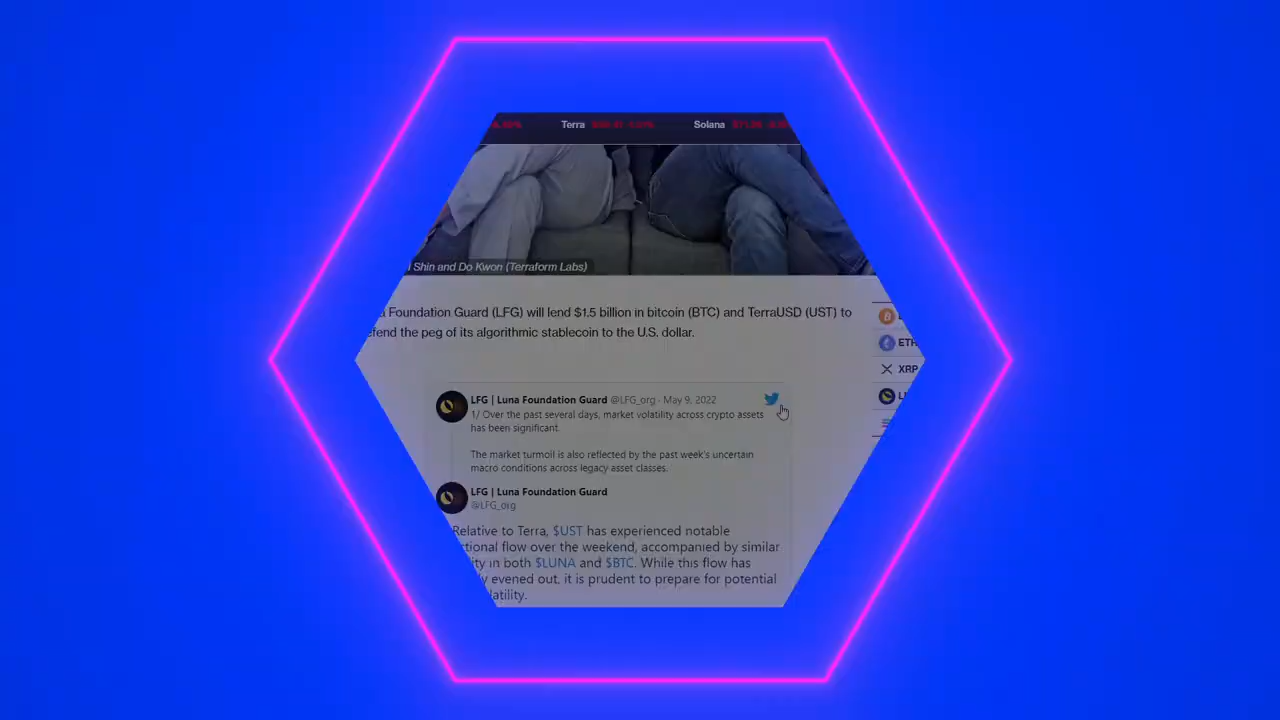 Terra
Solana
Shin and Do Kwon (Terraform Labs)
Foundation Guard (LFG) will lend $1.5 billion in bitcoin (BTC) and TerraUSD (UST) to
efend the peg of its algorithmic stablecoin to the U.S. dollar.
ETH
XRP
LFG | Luna Foundation Guard @LFG_org · May 9, 2022
1/ Over the past several days, market volatility across crypto assets
has been significant.
The market turmoil is also reflected by the past week's uncertain
macro conditions across legacy asset classes.
LFG | Luna Foundation Guard
@LFG_org
Relative to Terra, $UST has experienced notable
ctional flow over the weekend, accompanied by similar
ity in both $LUNA and $BTC. While this flow has
y evened out, it is prudent to prepare for potential
latility.